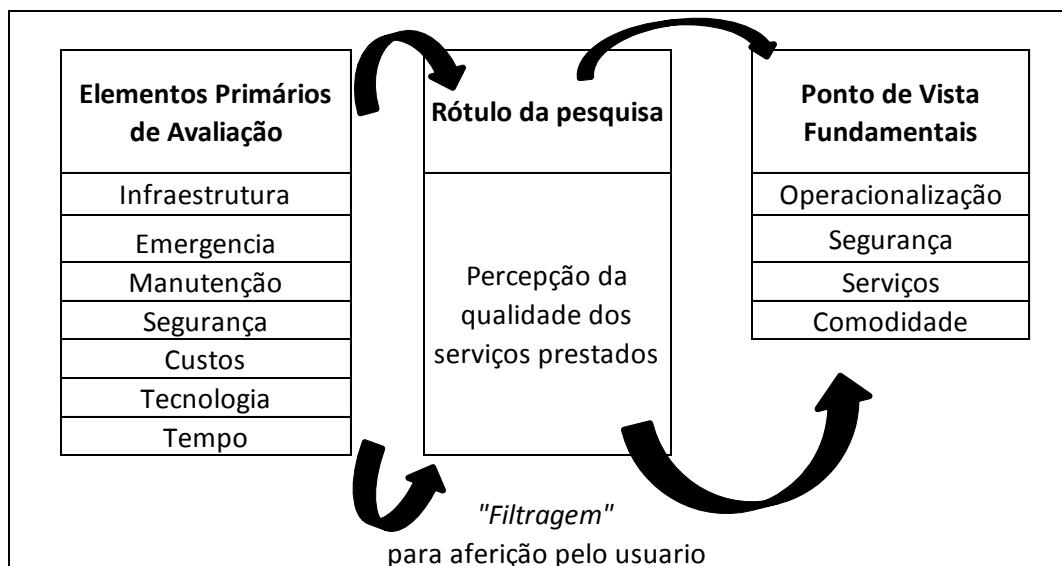 Elementos Primários
de Avaliação
Infraestrutura
Emergencia
Manutenção
Segurança
Custos
Tecnologia
Tempo
Rótulo da pesquisa
Percepção da
qualidade dos
serviços prestados
Ponto de Vista
Fundamentais
Operacionalização
Segurança
Serviços
Comodidade
"Filtragem"
para aferição pelo usuario